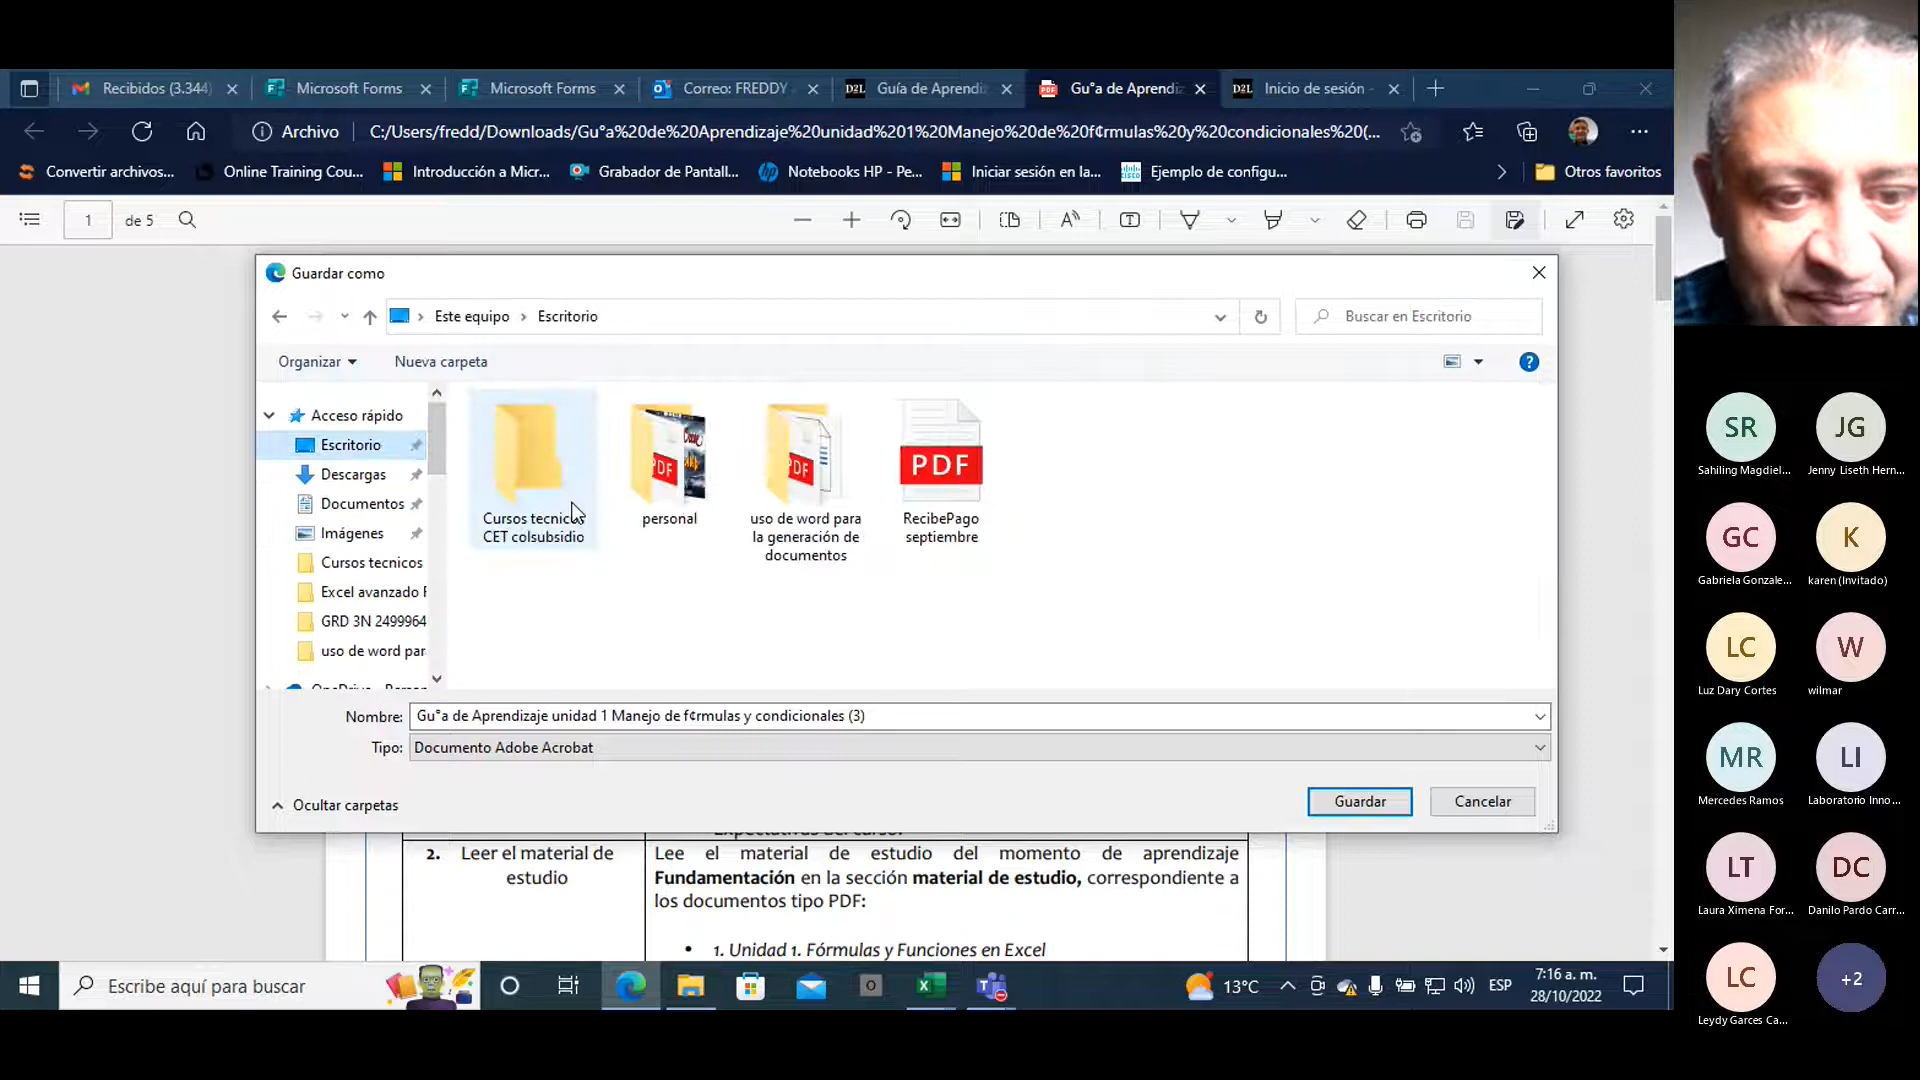 Recibidos (3.344)
Microsoft Forms
Microsoft Forms
Correo: FREDDY
Guía de Aprendi
Gu°a de Aprendi
Inicio de sesión -
Archivo
C:/Users/fredd/Downloads/Gu°a%20de%20Aprendizaje%20unidad%201%20Manejo%20de%20f¢rmulas%20y%20condicionales%20(...
Convertir archivos...
Online Training Cou...
Introducción a Micr...
Grabador de Pantall...
Notebooks HP - Pe...
Iniciar sesión en la...
Ejemplo de configu...
Otros favoritos
1
de 5
Guardar como
Este equipo
Escritorio
Buscar en Escritorio
Organizar
Nueva carpeta
Acceso rápido
Escritorio
Descargas
Documentos
Imágenes
Cursos tecnicos
Excel avanzado F
GRD 3N 2499964
uso de word par
Cursos tecnicos
CET colsubsidio
personal
uso de word para
la generación de
documentos
PDF
RecibePago
septiembre
Nombre:
Gu°a de Aprendizaje unidad 1 Manejo de f¢rmulas y condicionales (3)
Tipo:
Documento Adobe Acrobat
Ocultar carpetas
Guardar
Cancelar
Expectativas del curso.
2. Leer el material de
estudio
Lee el material de estudio del momento de aprendizaje
Fundamentación en la sección material de estudio, correspondiente a
los documentos tipo PDF:
• 1. Unidad 1. Fórmulas y Funciones en Excel
Escribe aquí para buscar
13°C
ESP
7:16 a. m.
28/10/2022
SR
Sahiling Magdiel...
JG
Jenny Liseth Hern...
GC
Gabriela Gonzale...
K
karen (Invitado)
LC
Luz Dary Cortes
W
wilmar
MR
Mercedes Ramos
LI
Laboratorio Inno...
LT
Laura Ximena For...
DC
Danilo Pardo Carr...
LC
Leydy Garces Ca...
+2